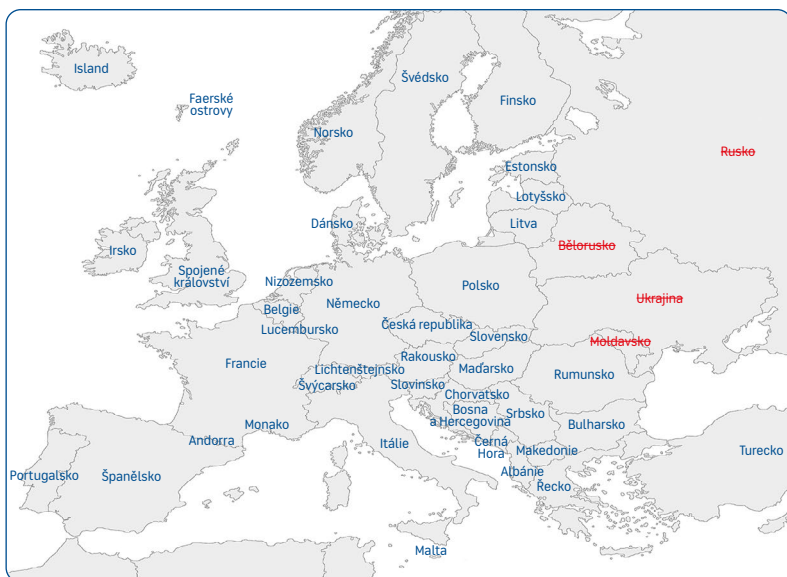 Island
Švédsko
Finsko
Faerské
ostrovy
Norsko
Rusko
Estonsko
Lotyšsko
Dánsko
Litva
Bělorusko
Irsko
Spojené
království
Nizozemsko
Německo
Polsko
Ukrajina
Belgie
Lucembursko
Česká republika
Slovensko
Moldavsko
Francie
Rakousko
Lichtenštejnsko
Maďarsko
Rumunsko
Švýcarsko
Slovinsko
Chorvatsko
Bosna
a Hercegovina
Srbsko
Monako
Bulharsko
Andorra
Itálie
Černá
Hora
Makedonie
Turecko
Portugalsko
Španělsko
Albánie
Řecko
Malta